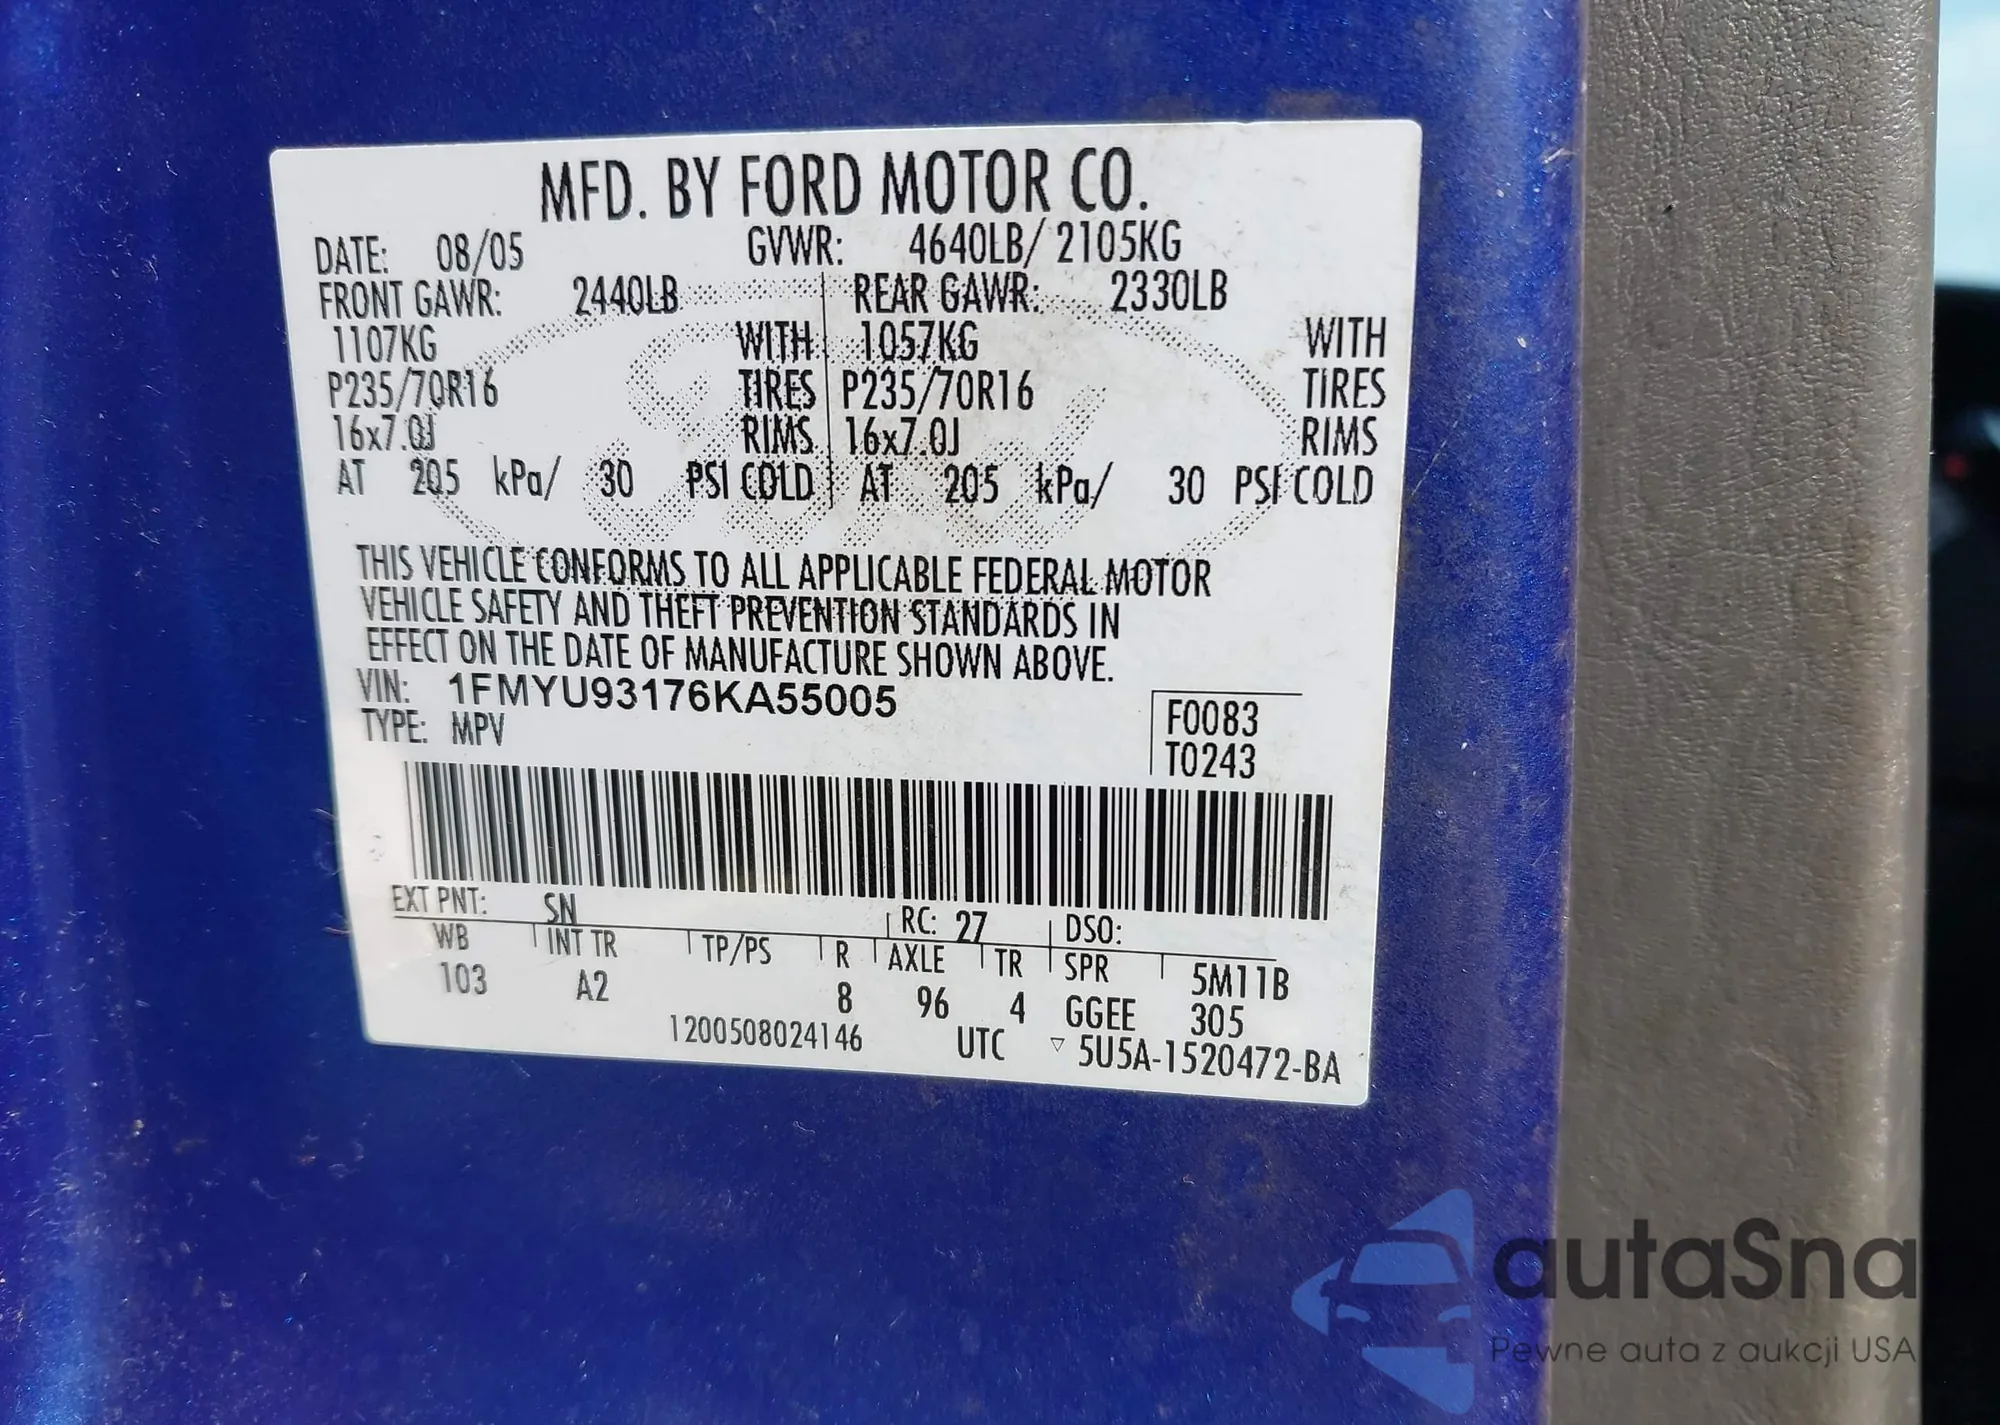 MFD. BY FORD MOTOR CO.
DATE: 08/05 GVWR: 4640LB/ 2105KG
FRONT GAWR: 2440LB REAR GAWR: 2330LB
1107KG WITH 1057KG WITH
P235/70R16 TIRES P235/70R16 TIRES
16x7.0J RIMS 16x7.0J RIMS
AT 205 kPa/ 30 PSI COLD AT 205 kPa/ 30 PSI COLD
THIS VEHICLE CONFORMS TO ALL APPLICABLE FEDERAL MOTOR
VEHICLE SAFETY AND THEFT PREVENTION STANDARDS IN
EFFECT ON THE DATE OF MANUFACTURE SHOWN ABOVE.
VIN: 1FMYU93176KA55005
TYPE: MPV
F0083
T0243
EXT PNT: SN RC: 27 DSO:
WB INT TR TP/PS R AXLE TR SPR 5M11B
103 A2 8 96 4 GGEE 305
1200508024146 UTC ▽ 5U5A-1520472-BA
autaSna
Pewne auta z aukcji USA